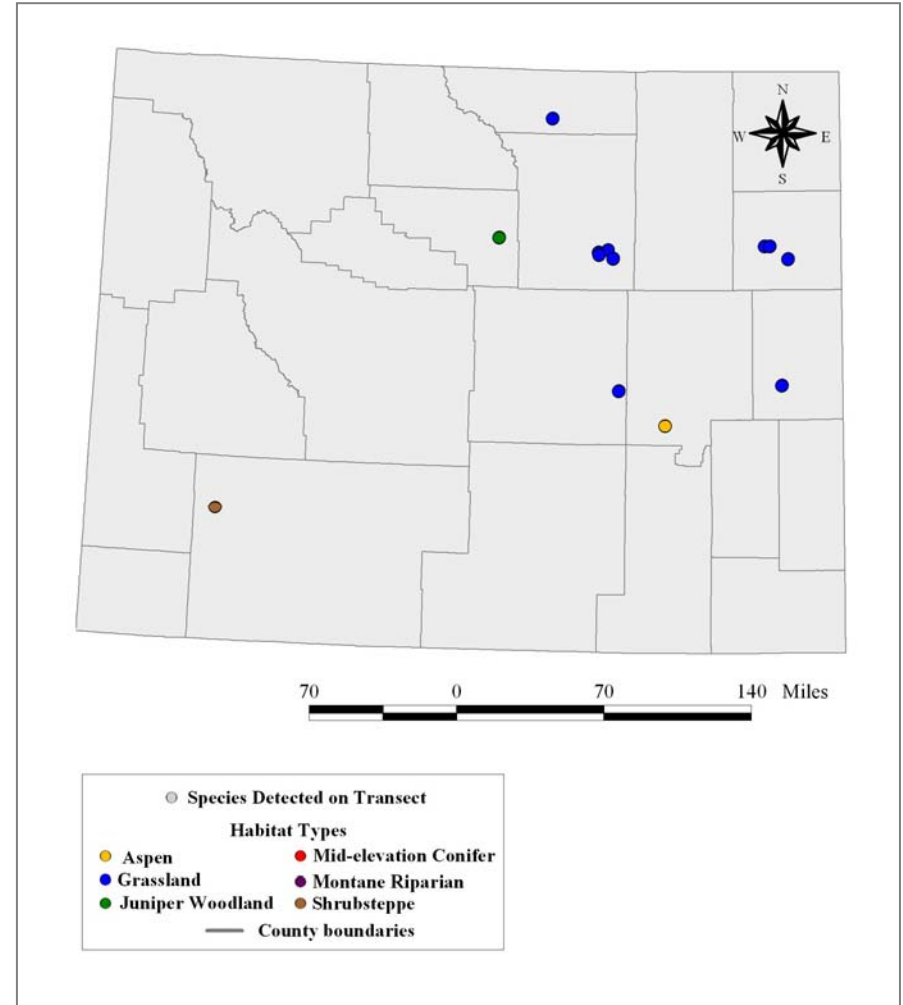 N
W E
S
70 0 70 140 Miles
Species Detected on Transect
Habitat Types
Aspen Mid-elevation Conifer
Grassland Montane Riparian
Juniper Woodland Shrubsteppe
County boundaries